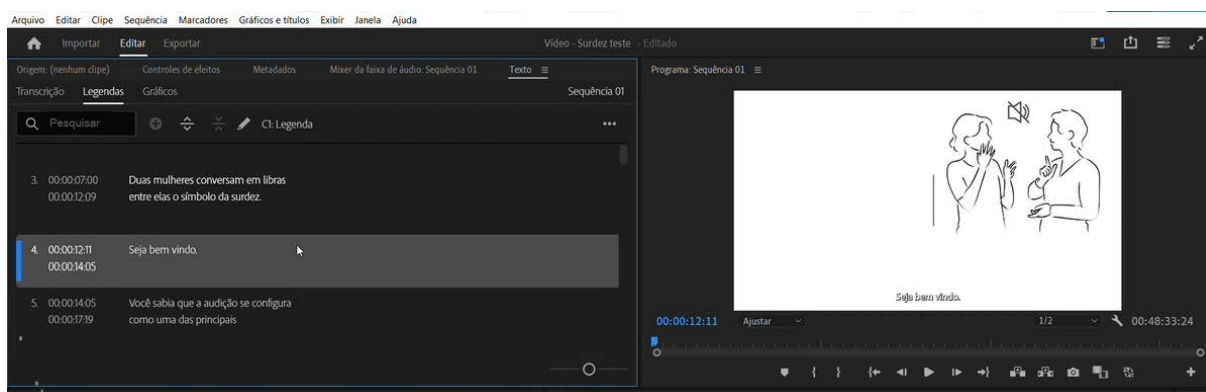 Arquivo Editar Clipe Sequência Marcadores Gráficos e títulos Exibir Janela Ajuda
Importar Editar Exportar
Vídeo - Surdez teste - Editado
Origem: (nenhum clipe) Controles de efeitos Metadados Mixer da faixa de áudio: Sequência 01 Texto
Transcrição Legendas Gráficos
Sequência 01
Pesquisar
C1: Legenda
3. 00:00:07:00 Duas mulheres conversam em libras
00:00:12:09 entre elas o símbolo da surdez.
4. 00:00:12:11 Seja bem vindo.
00:00:14:05
5. 00:00:14:05 Você sabia que a audição se configura
00:00:17:19 como uma das principais
Programa: Sequência 01
Seja bem vindo.
00:00:12:11 Ajustar 1/2 00:48:33:24